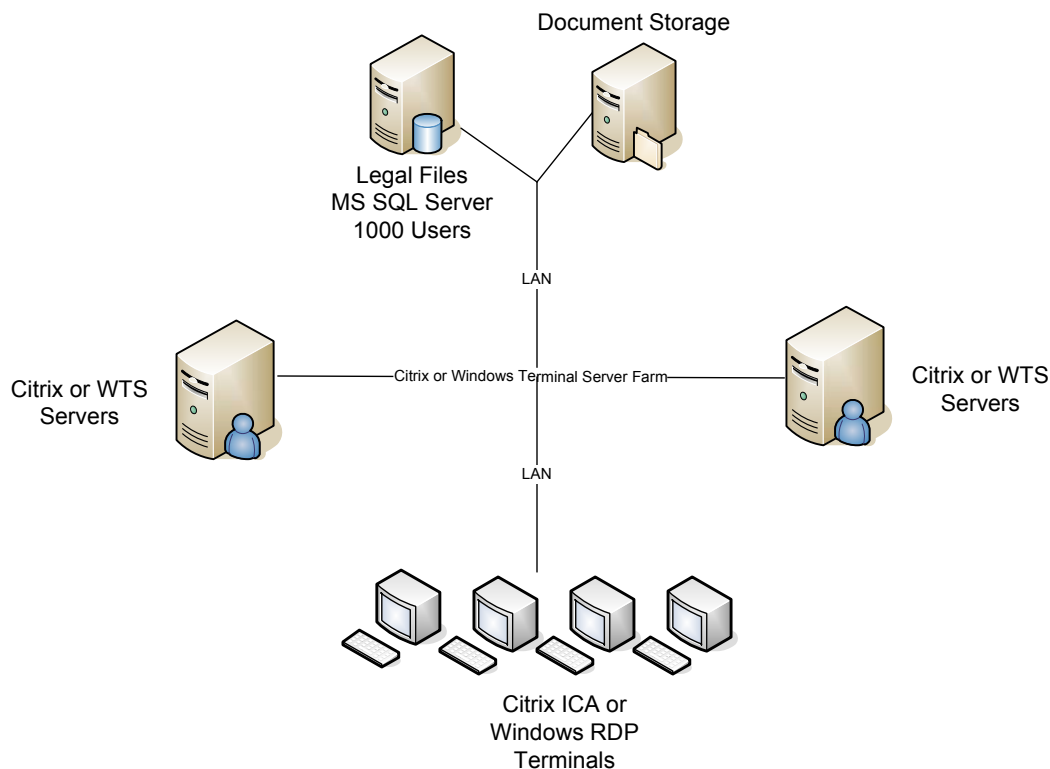 Document Storage
Legal Files
MS SQL Server
1000 Users
LAN
Citrix or Windows Terminal Server Farm
Citrix or WTS
Servers
Citrix or WTS
Servers
LAN
Citrix ICA or
Windows RDP
Terminals